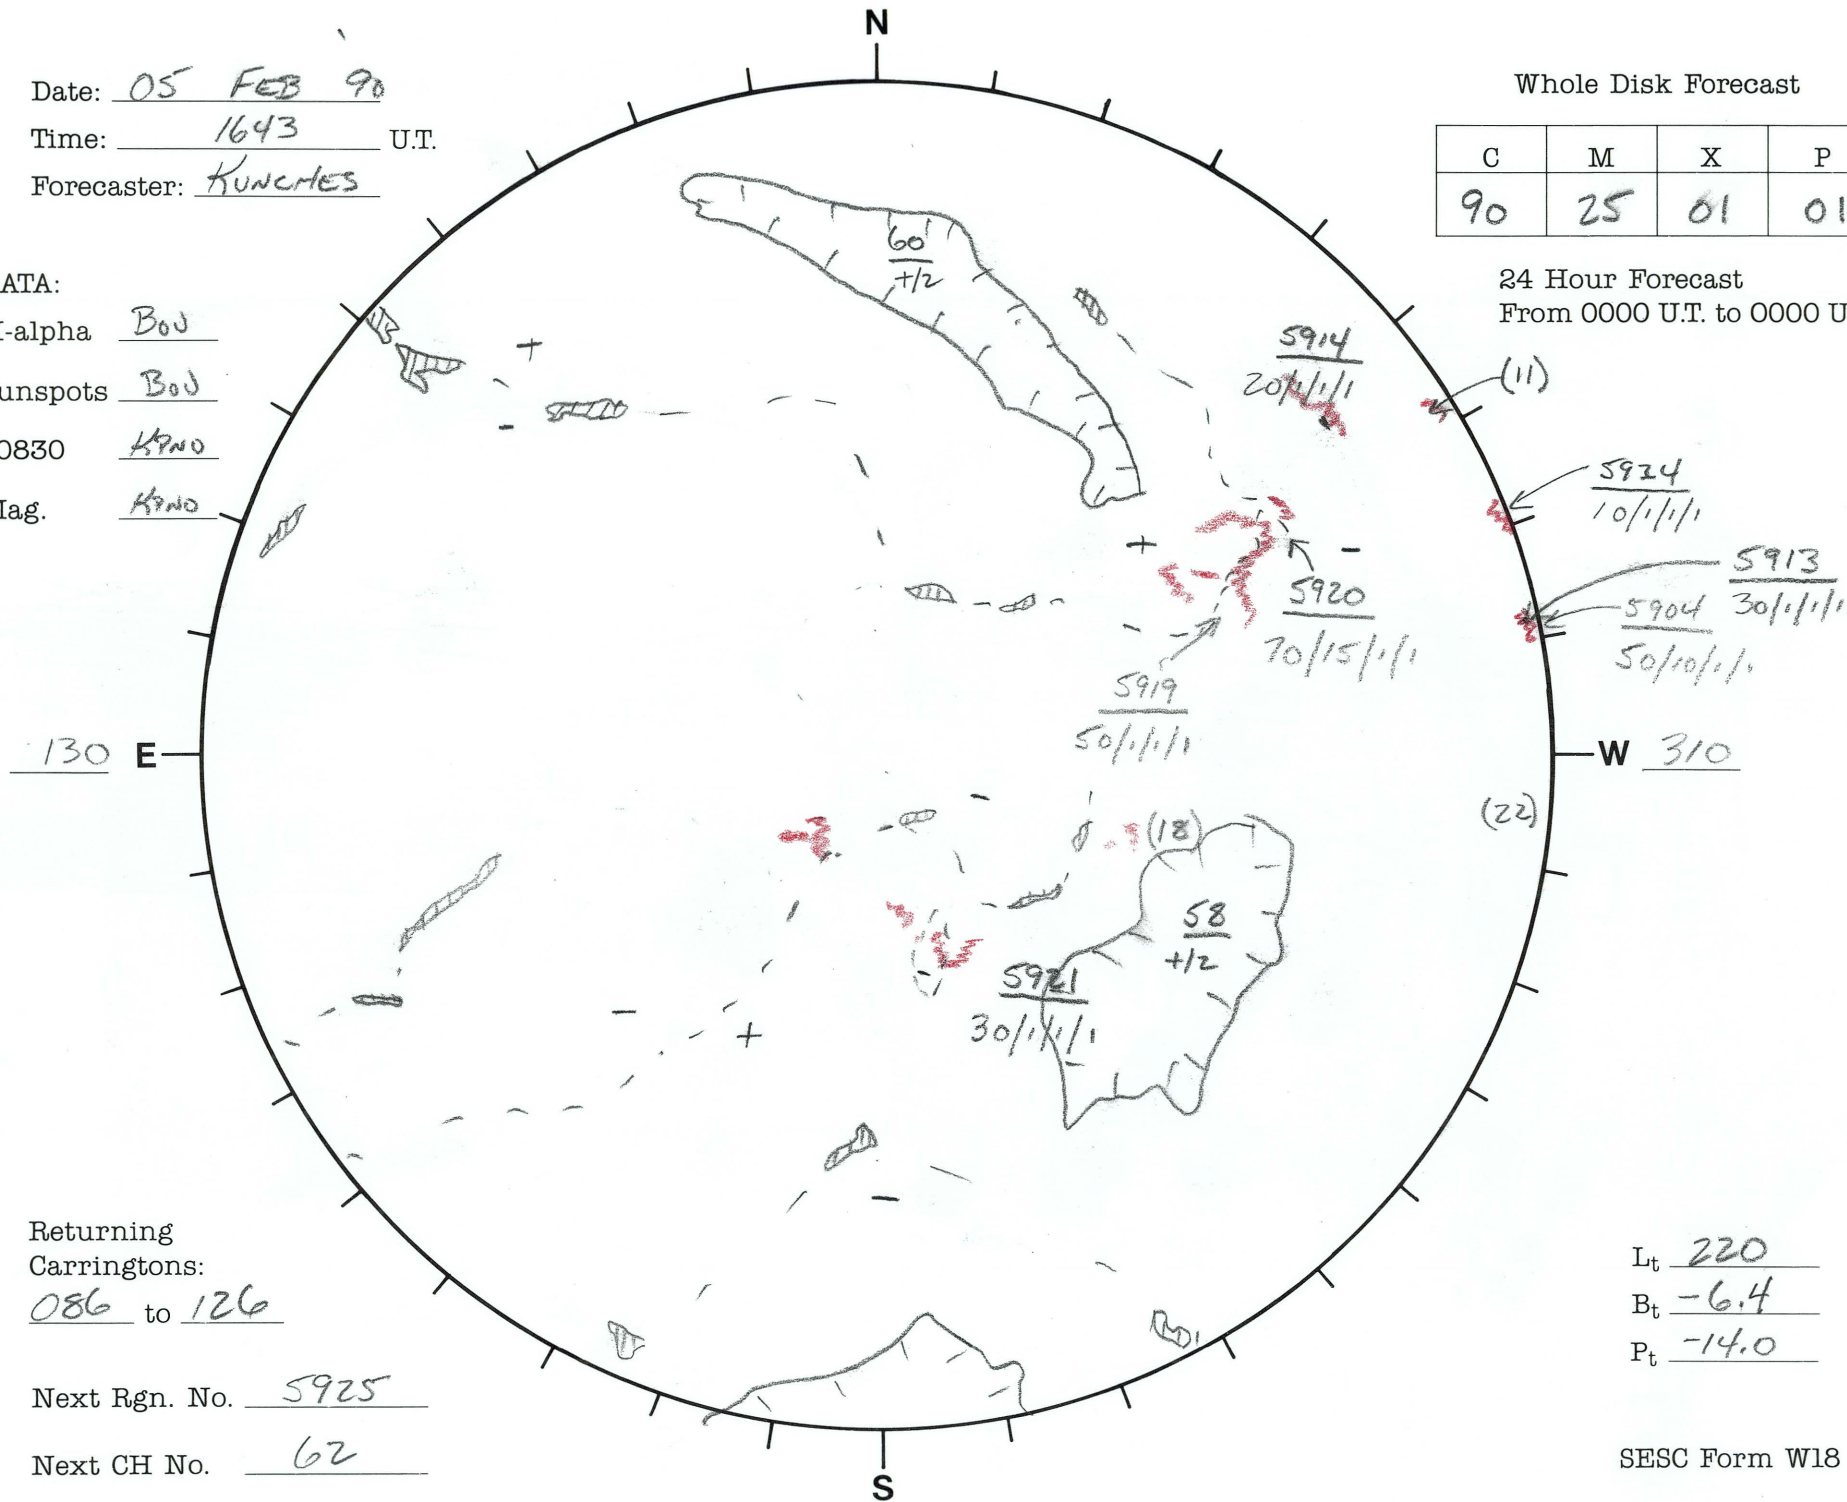 N
Date: 05 FEB 90
Time: 1643 U.T.
Forecaster: KUNCHES
Whole Disk Forecast
C M X P
90 25 01 01
24 Hour Forecast
From 0000 U.T. to 0000 U
ATA:
I-alpha BOU
unspots BOU
0830 KPNO
Mag. KPNO
60
+/2
5914
20/1/1/1
(11)
5924
10/1/1/1
5913
30/1/1/1
5904
50/10/1/1
+
-
+
-
5920
70/15/1/1
5919
50/1/1/1
130 E
W 310
(22)
-
(18)
58
+/2
5921
30/1/1/1
-
+
-
Returning
Carringtons:
086 to 126
Next Rgn. No. 5925
Next CH No. 62
Lt 220
Bt -6.4
Pt -14.0
SESC Form W18
S